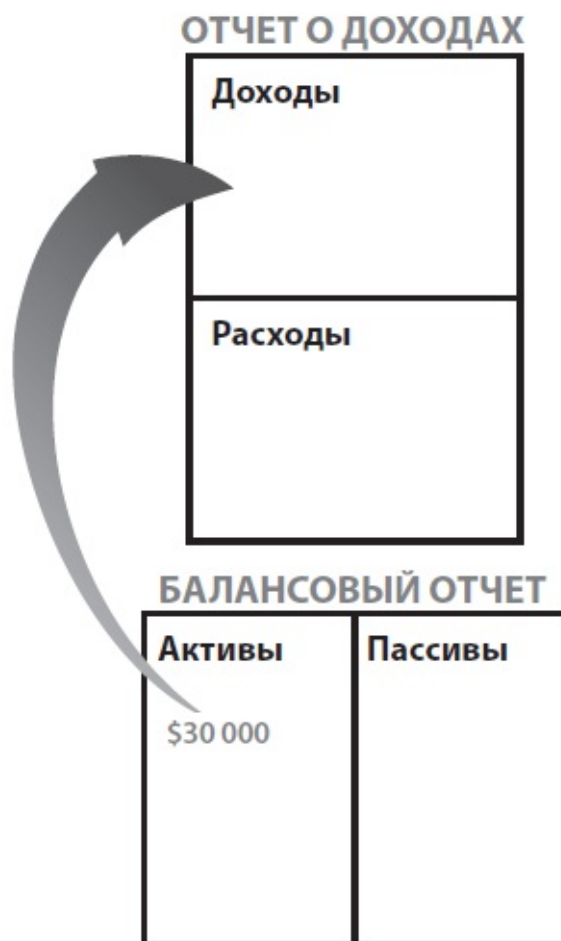 ОТЧЕТ О ДОХОДАХ
Доходы
Расходы
БАЛАНСОВЫЙ ОТЧЕТ
Активы
Пассивы
$30 000